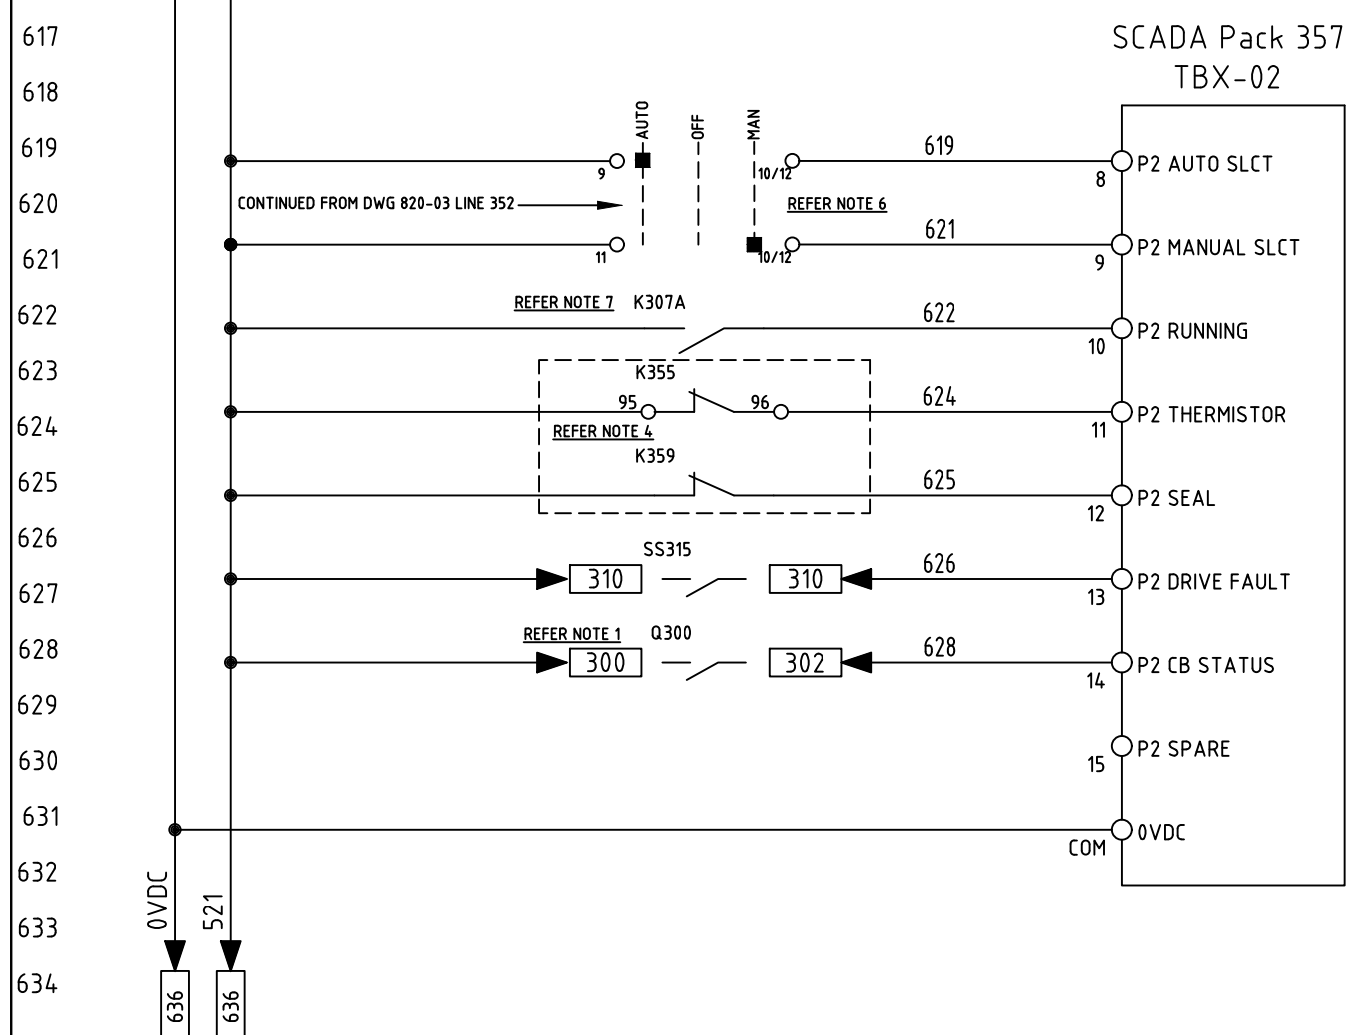 617
SCADA Pack 357
TBX-02
618
AUTO
OFF
MAN
619
619
P2 AUTO SLCT
9
10/12
8
620
CONTINUED FROM DWG 820-03 LINE 352
REFER NOTE 6
621
621
P2 MANUAL SLCT
11
10/12
9
622
REFER NOTE 7
K307A
622
P2 RUNNING
10
623
K355
624
95
96
624
P2 THERMISTOR
11
REFER NOTE 4
K359
625
625
P2 SEAL
12
626
SS315
626
627
310
310
P2 DRIVE FAULT
13
628
REFER NOTE 1
Q300
628
300
302
P2 CB STATUS
14
629
630
P2 SPARE
15
631
0VDC
COM
632
0VDC
521
633
634
636
636